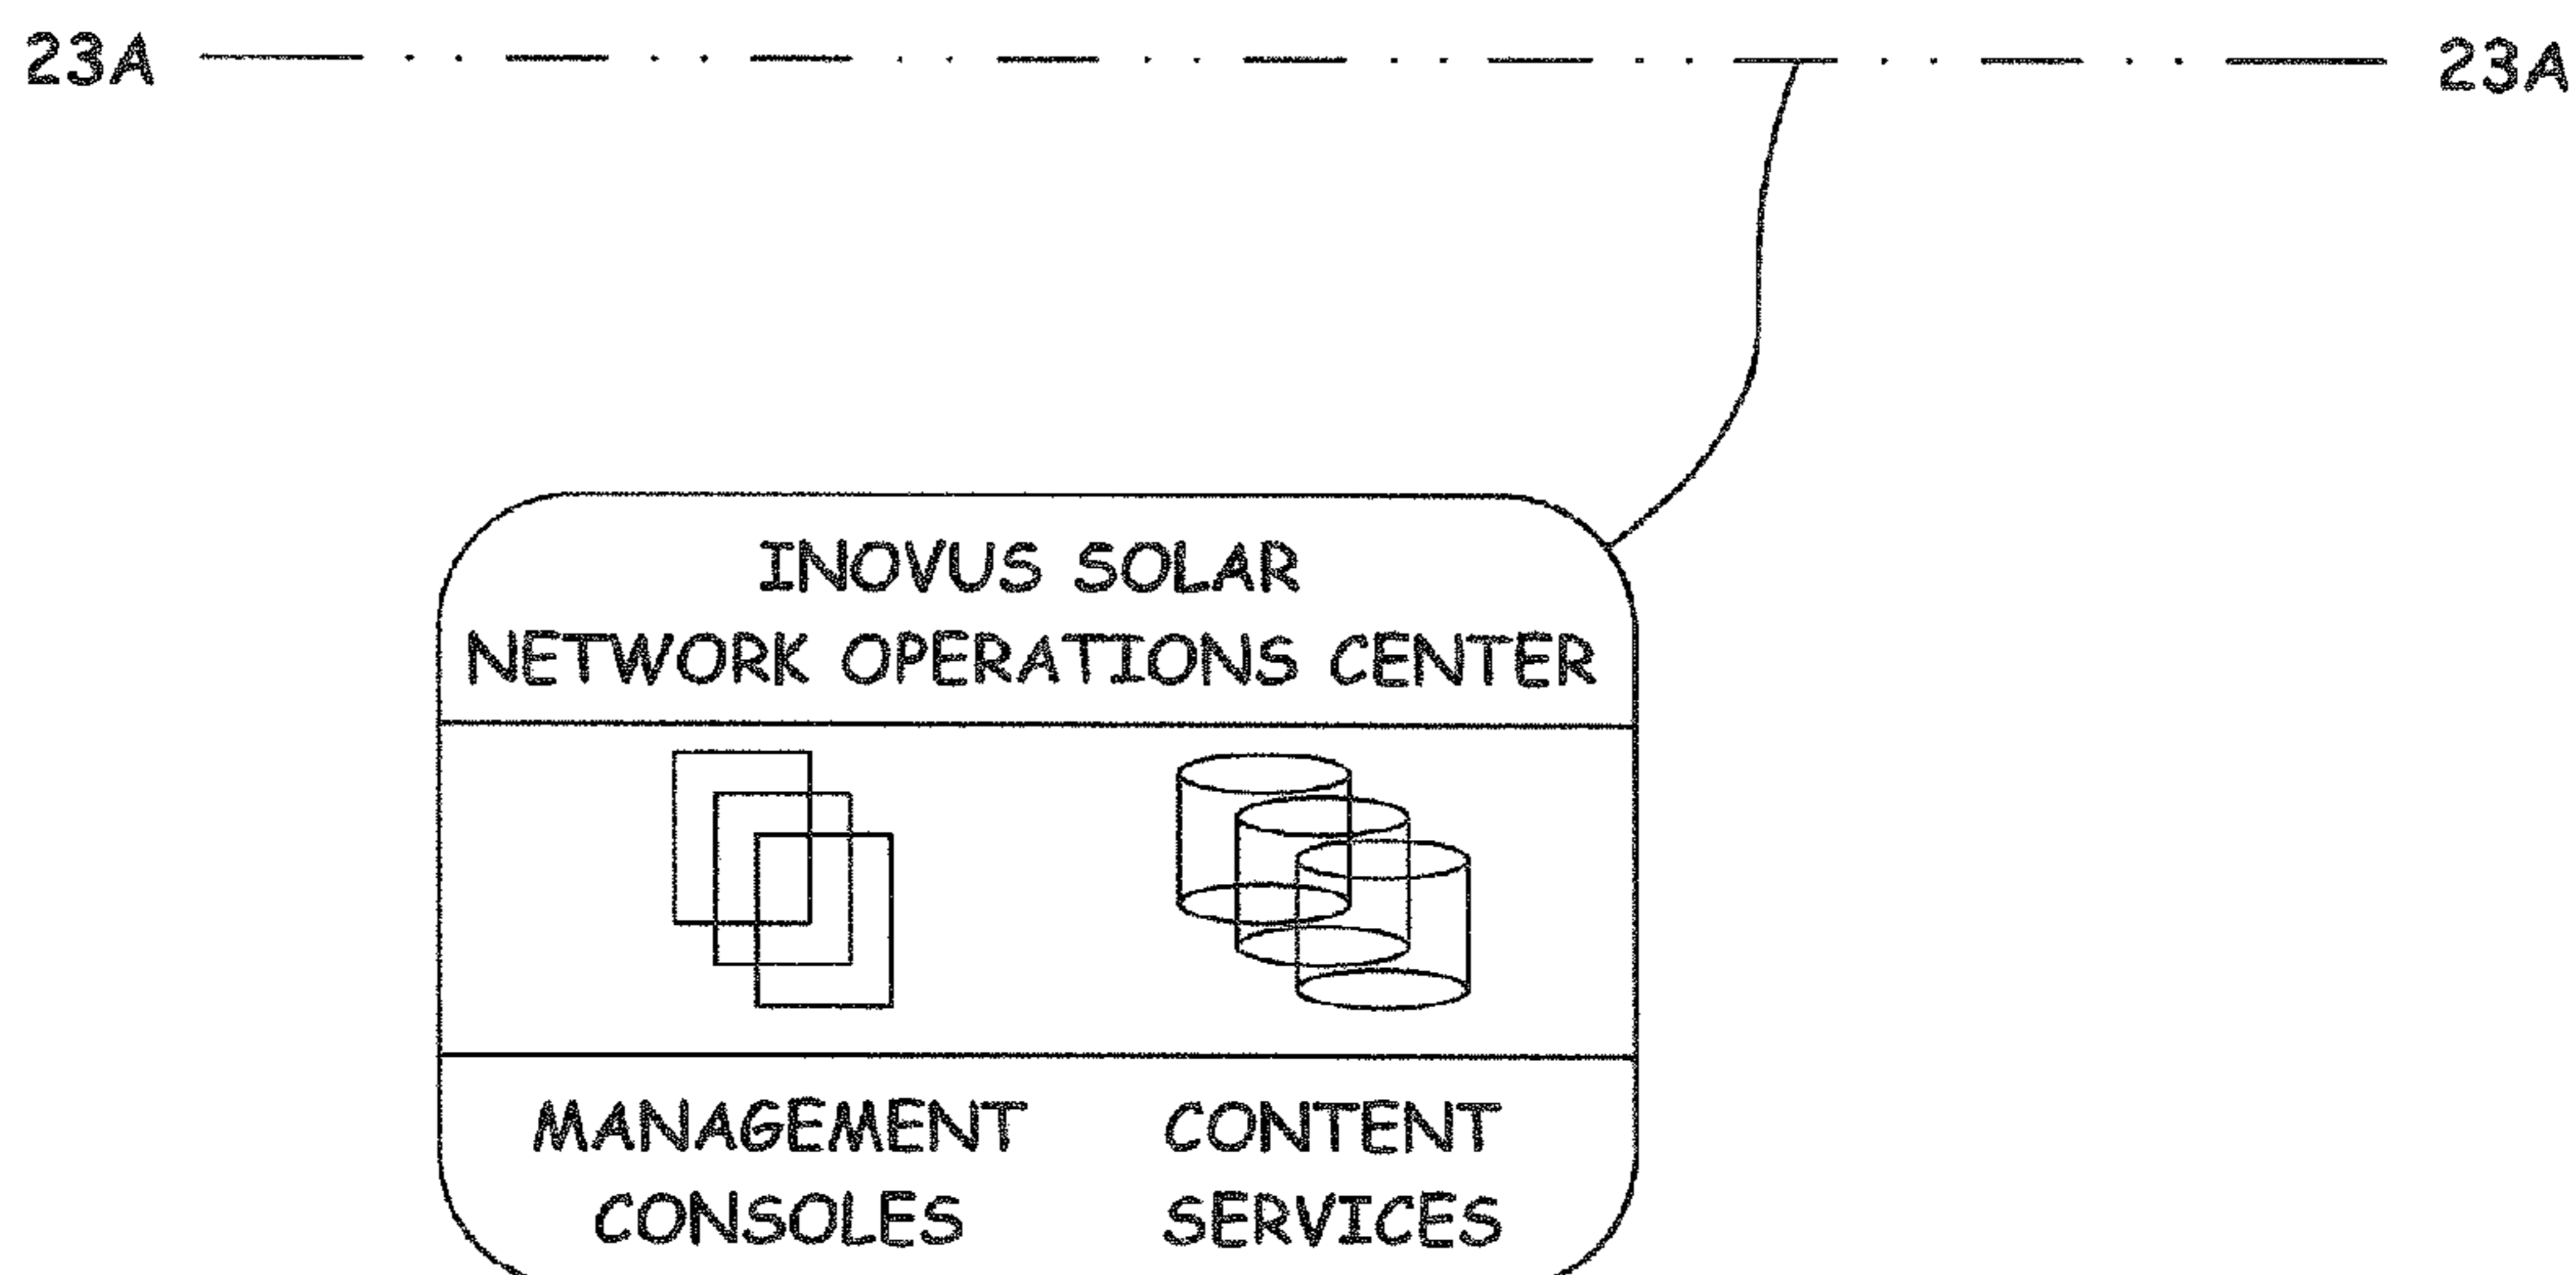 23A 23A
INOVUS SOLAR
NETWORK OPERATIONS CENTER
MANAGEMENT CONTENT
CONSOLES SERVICES